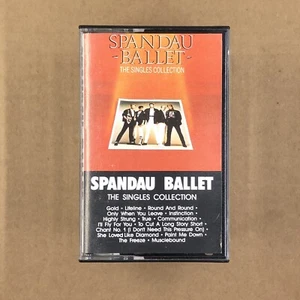 SPANDAU
-BALLET-
THE SINGLES COLLECTION
SPANDAU BALLET
THE SINGLES COLLECTION
Gold • Lifeline • Round And Round •
Only When You Leave • Instinction •
Highly Strung • True • Communication •
I'll Fly For You • To Cut A Long Story Short •
Chant No. 1 (I Don't Need This Pressure On) •
She Loved Like Diamond • Paint Me Down •
The Freeze • Musclebound